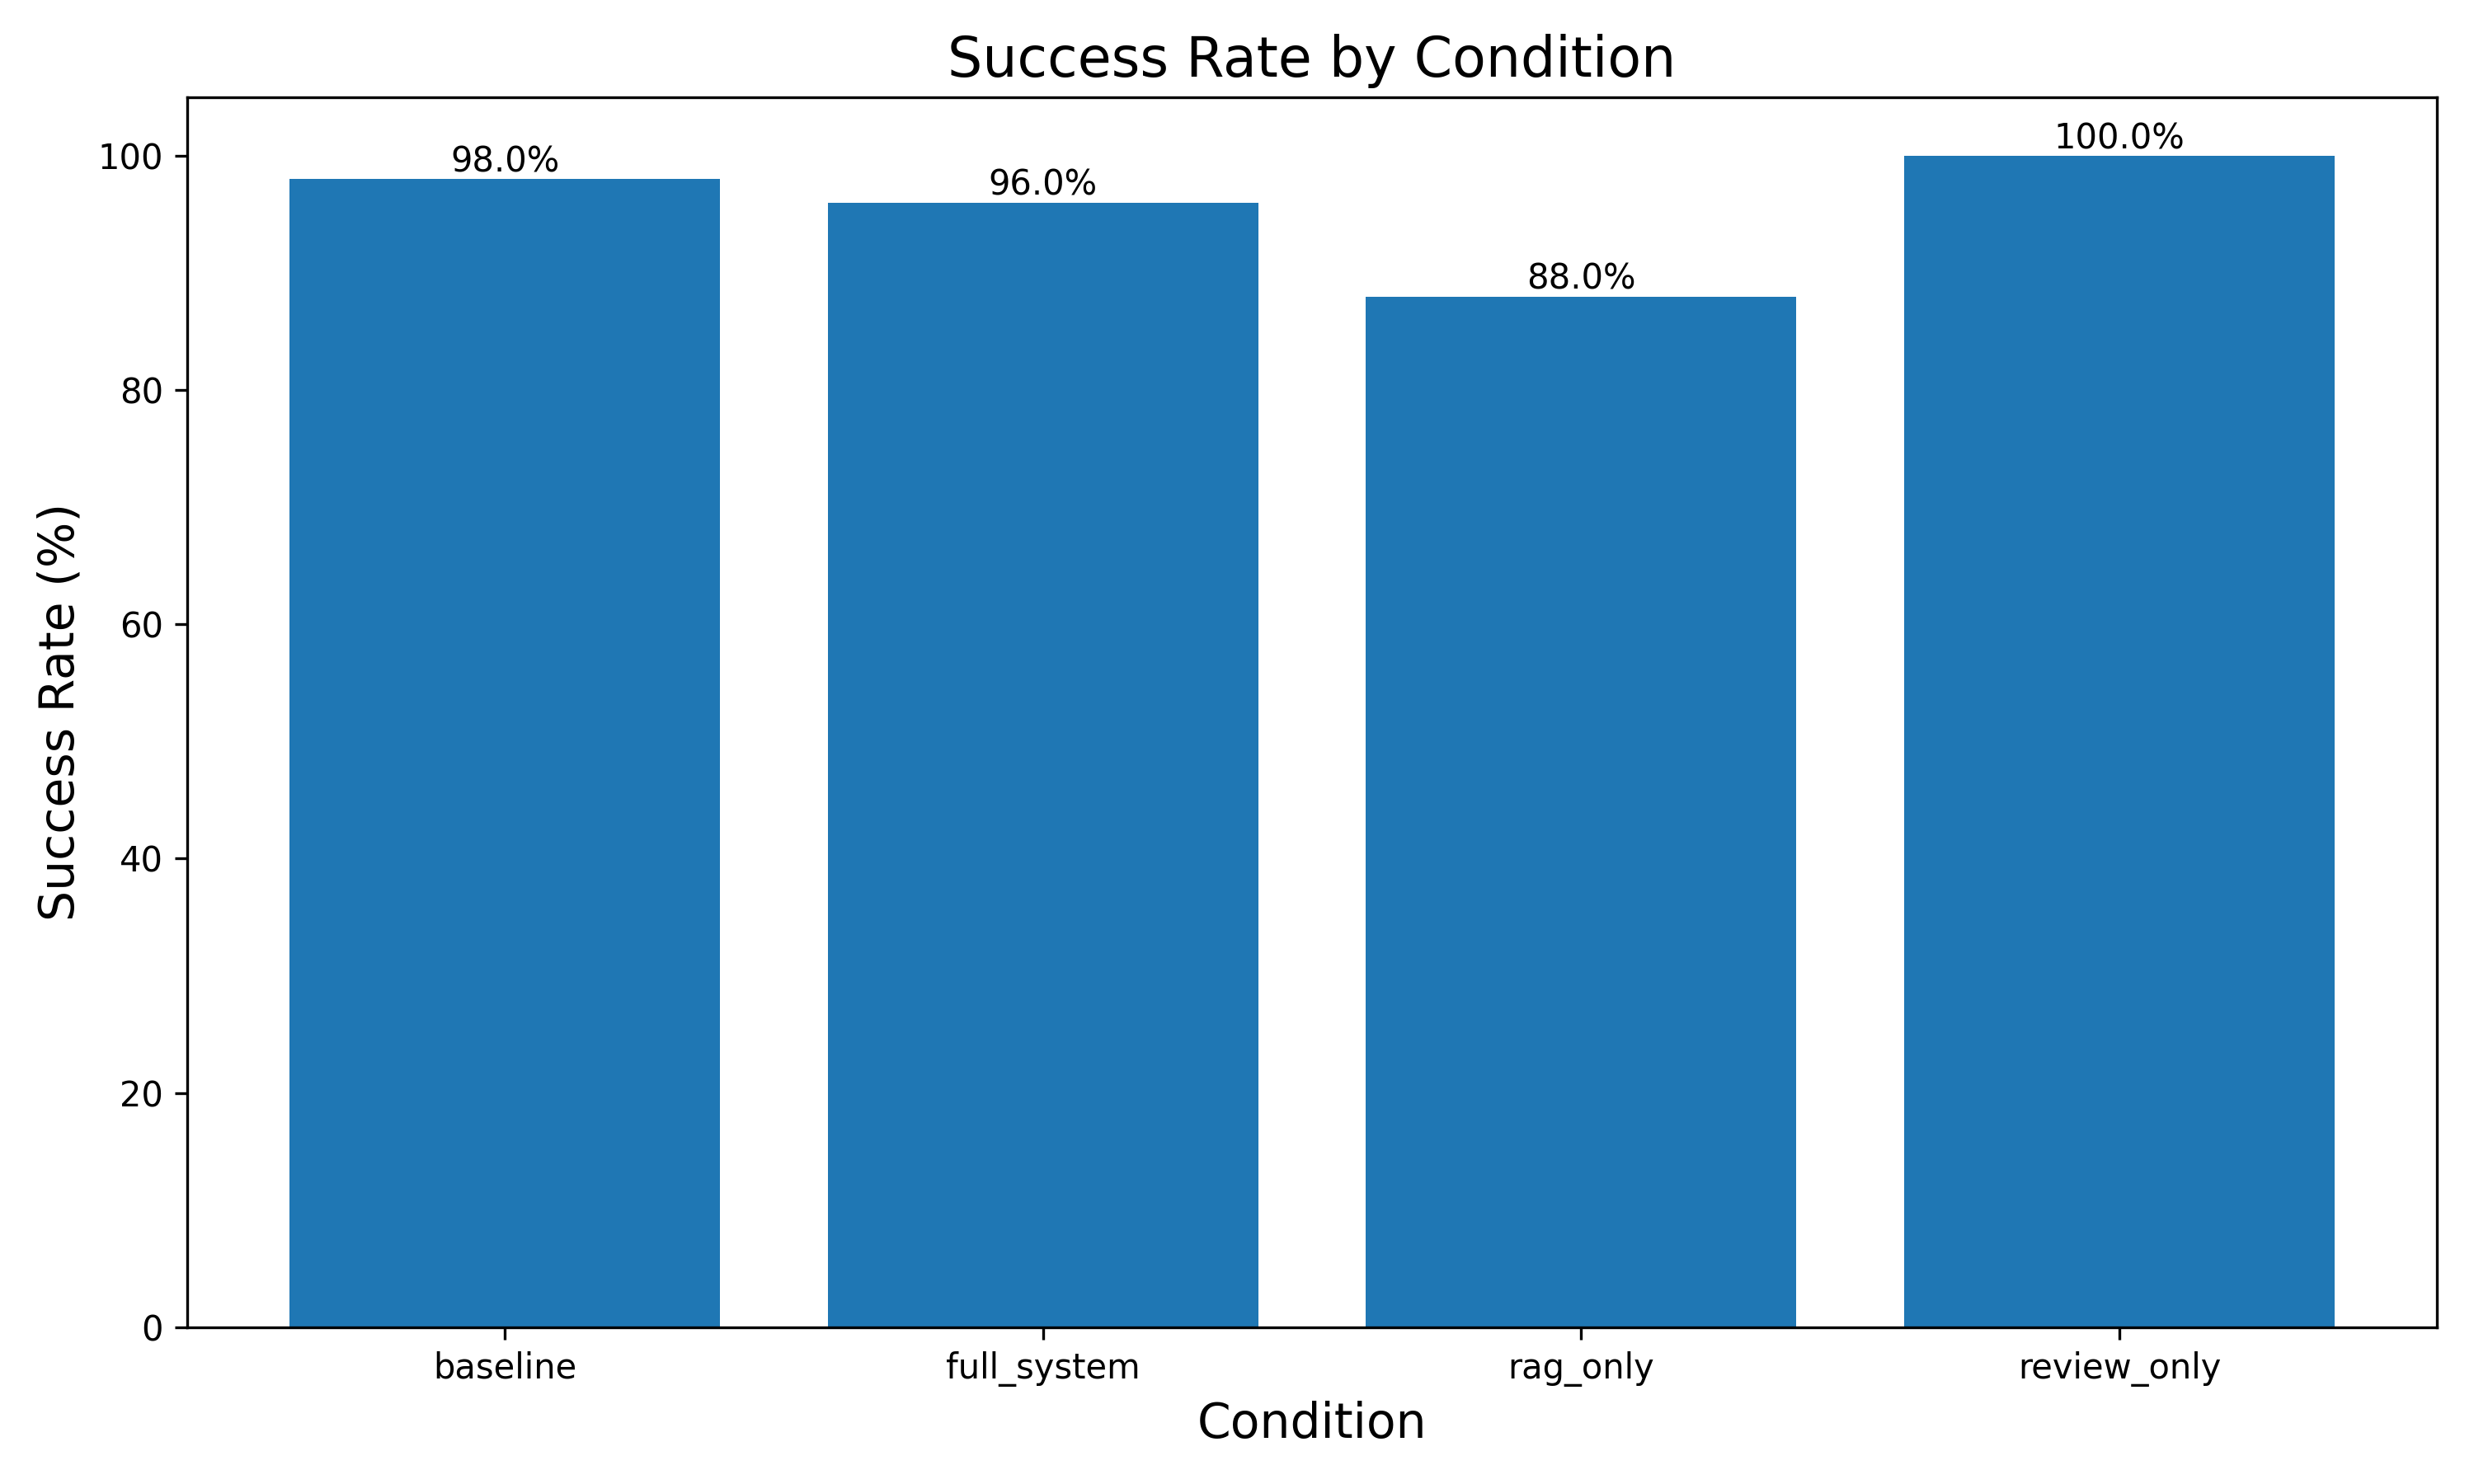 Success Rate by Condition
Success Rate (%)
100
80
60
40
20
0
98.0%
96.0%
88.0%
100.0%
baseline
full_system
rag_only
review_only
Condition